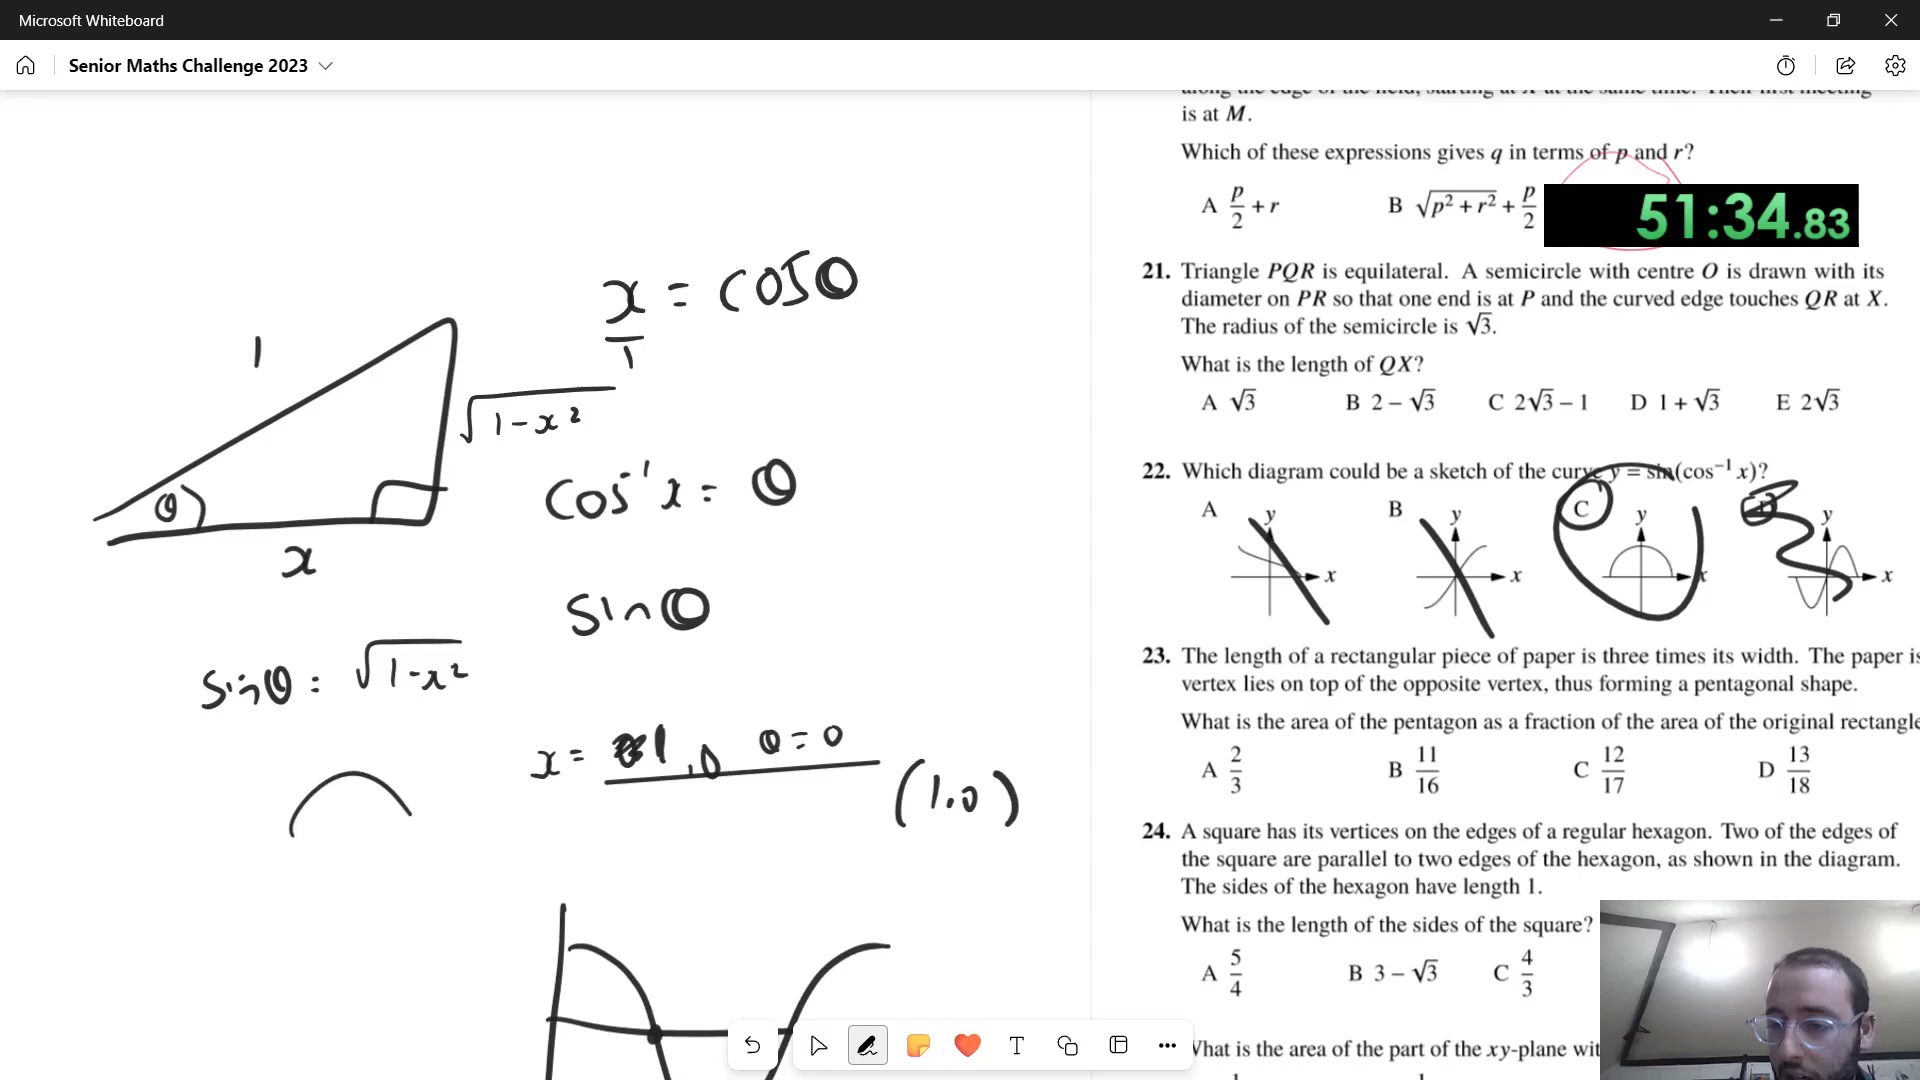 Microsoft Whiteboard
Senior Maths Challenge 2023
1
x/1 = cosθ
√1-x²
cos⁻¹x = θ
θ
x
sinθ
sinθ = √1-x²
x = 1, 0 θ=0
(1,0)
is at M.
Which of these expressions gives q in terms of p and r?
A p/2 + r B √p² + r² + p/2
51:34.83
21. Triangle PQR is equilateral. A semicircle with centre O is drawn with its
diameter on PR so that one end is at P and the curved edge touches QR at X.
The radius of the semicircle is √3.
What is the length of QX?
A √3 B 2 − √3 C 2√3 − 1 D 1 + √3 E 2√3
22. Which diagram could be a sketch of the curve y = sin(cos⁻¹ x)?
A B C
y y y y
x x x
23. The length of a rectangular piece of paper is three times its width. The paper is
vertex lies on top of the opposite vertex, thus forming a pentagonal shape.
What is the area of the pentagon as a fraction of the area of the original rectangle
A 2/3 B 11/16 C 12/17 D 13/18
24. A square has its vertices on the edges of a regular hexagon. Two of the edges of
the square are parallel to two edges of the hexagon, as shown in the diagram.
The sides of the hexagon have length 1.
What is the length of the sides of the square?
A 5/4 B 3 − √3 C 4/3
What is the area of the part of the xy-plane wit